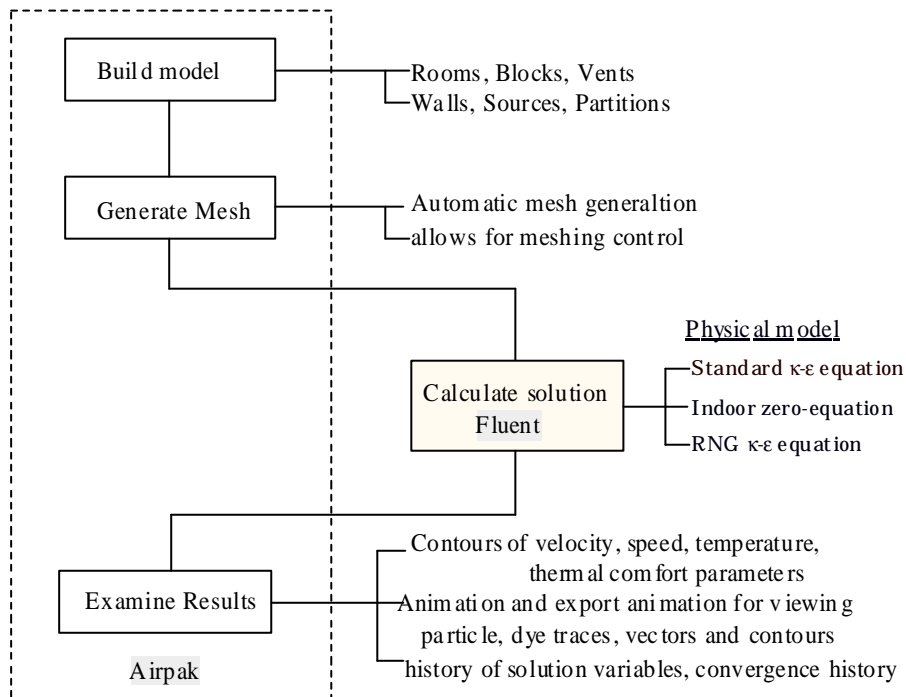 Build model
Rooms, Blocks, Vents
Walls, Sources, Partitions
Generate Mesh
Automatic mesh generaltion
allows for meshing control
Physical model
Calculate solution
Fluent
Standard κ-ε equation
Indoor zero-equation
RNG κ-ε equation
Examine Results
Contours of velocity, speed, temperature,
thermal comfort parameters
Animation and export animation for viewing
particle, dye traces, vectors and contours
history of solution variables, convergence history
Airpak